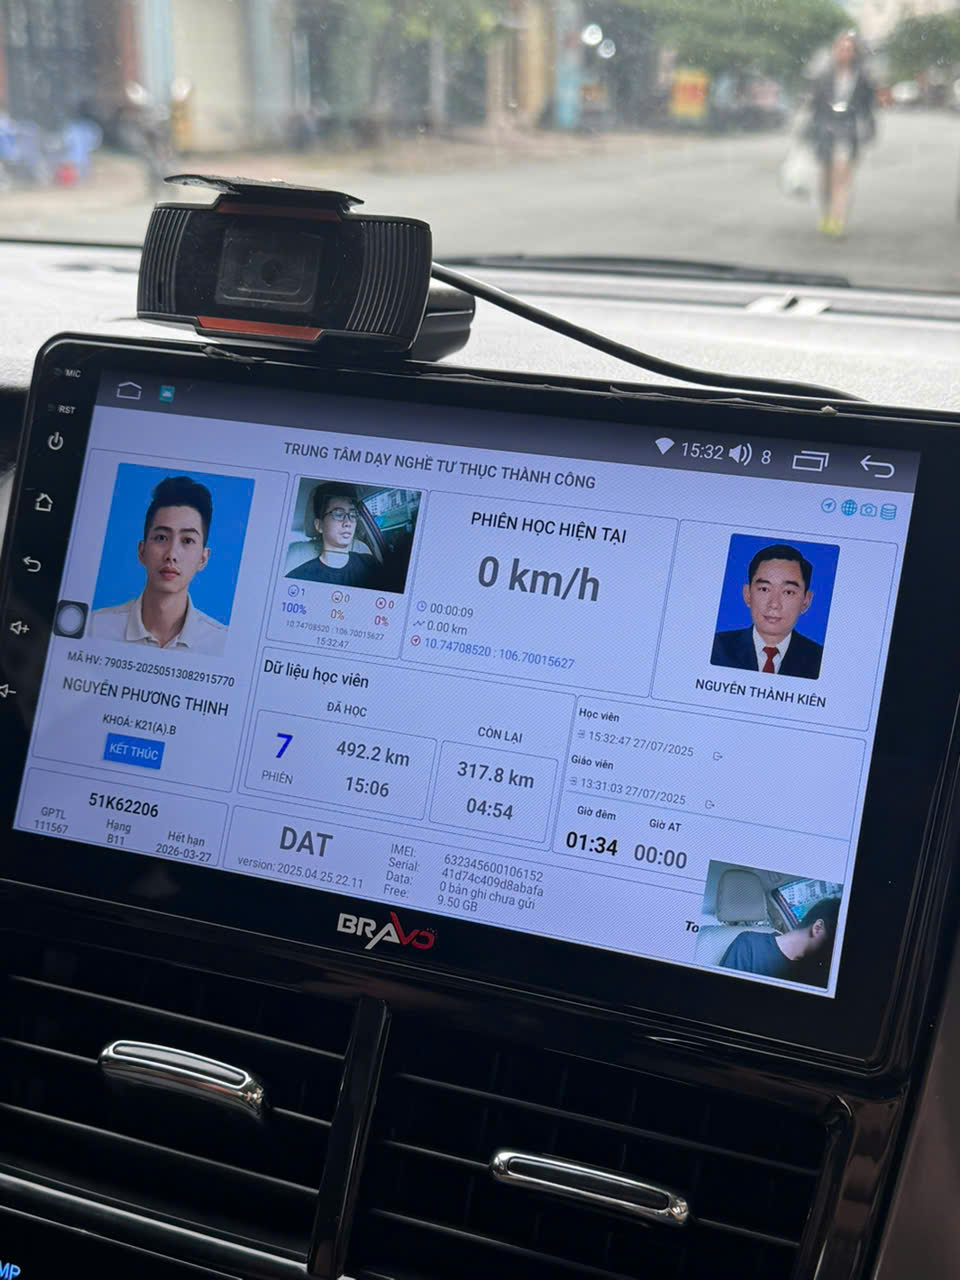 MIC
RST
15:32
8
TRUNG TÂM DẠY NGHỀ TƯ THỤC THÀNH CÔNG
MÃ HV: 79035-20250513082915770
NGUYỄN PHƯƠNG THỊNH
KHOÁ: K21(A).B
KẾT THÚC
1 0 0
100% 0% 0%
10.74708520 : 106.70015627
15:32:47
PHIÊN HỌC HIỆN TẠI
0 km/h
00:00:09
0.00 km
10.74708520 : 106.70015627
NGUYỄN THÀNH KIÊN
Dữ liệu học viên
ĐÃ HỌC
7
PHIÊN
492.2 km
15:06
CÒN LẠI
317.8 km
04:54
Học viên
15:32:47 27/07/2025
Giáo viên
13:31:03 27/07/2025
Giờ đêm
01:34
Giờ AT
00:00
51K62206
GPTL
111567
Hạng
B11
Hết hạn
2026-03-27
DAT
version: 2025.04.25.22.11
IMEI: 632345600106152
Serial: 41d74c409d8abafa
Data: 0 bản ghi chưa gửi
Free: 9.50 GB
To
BRAVO
MP